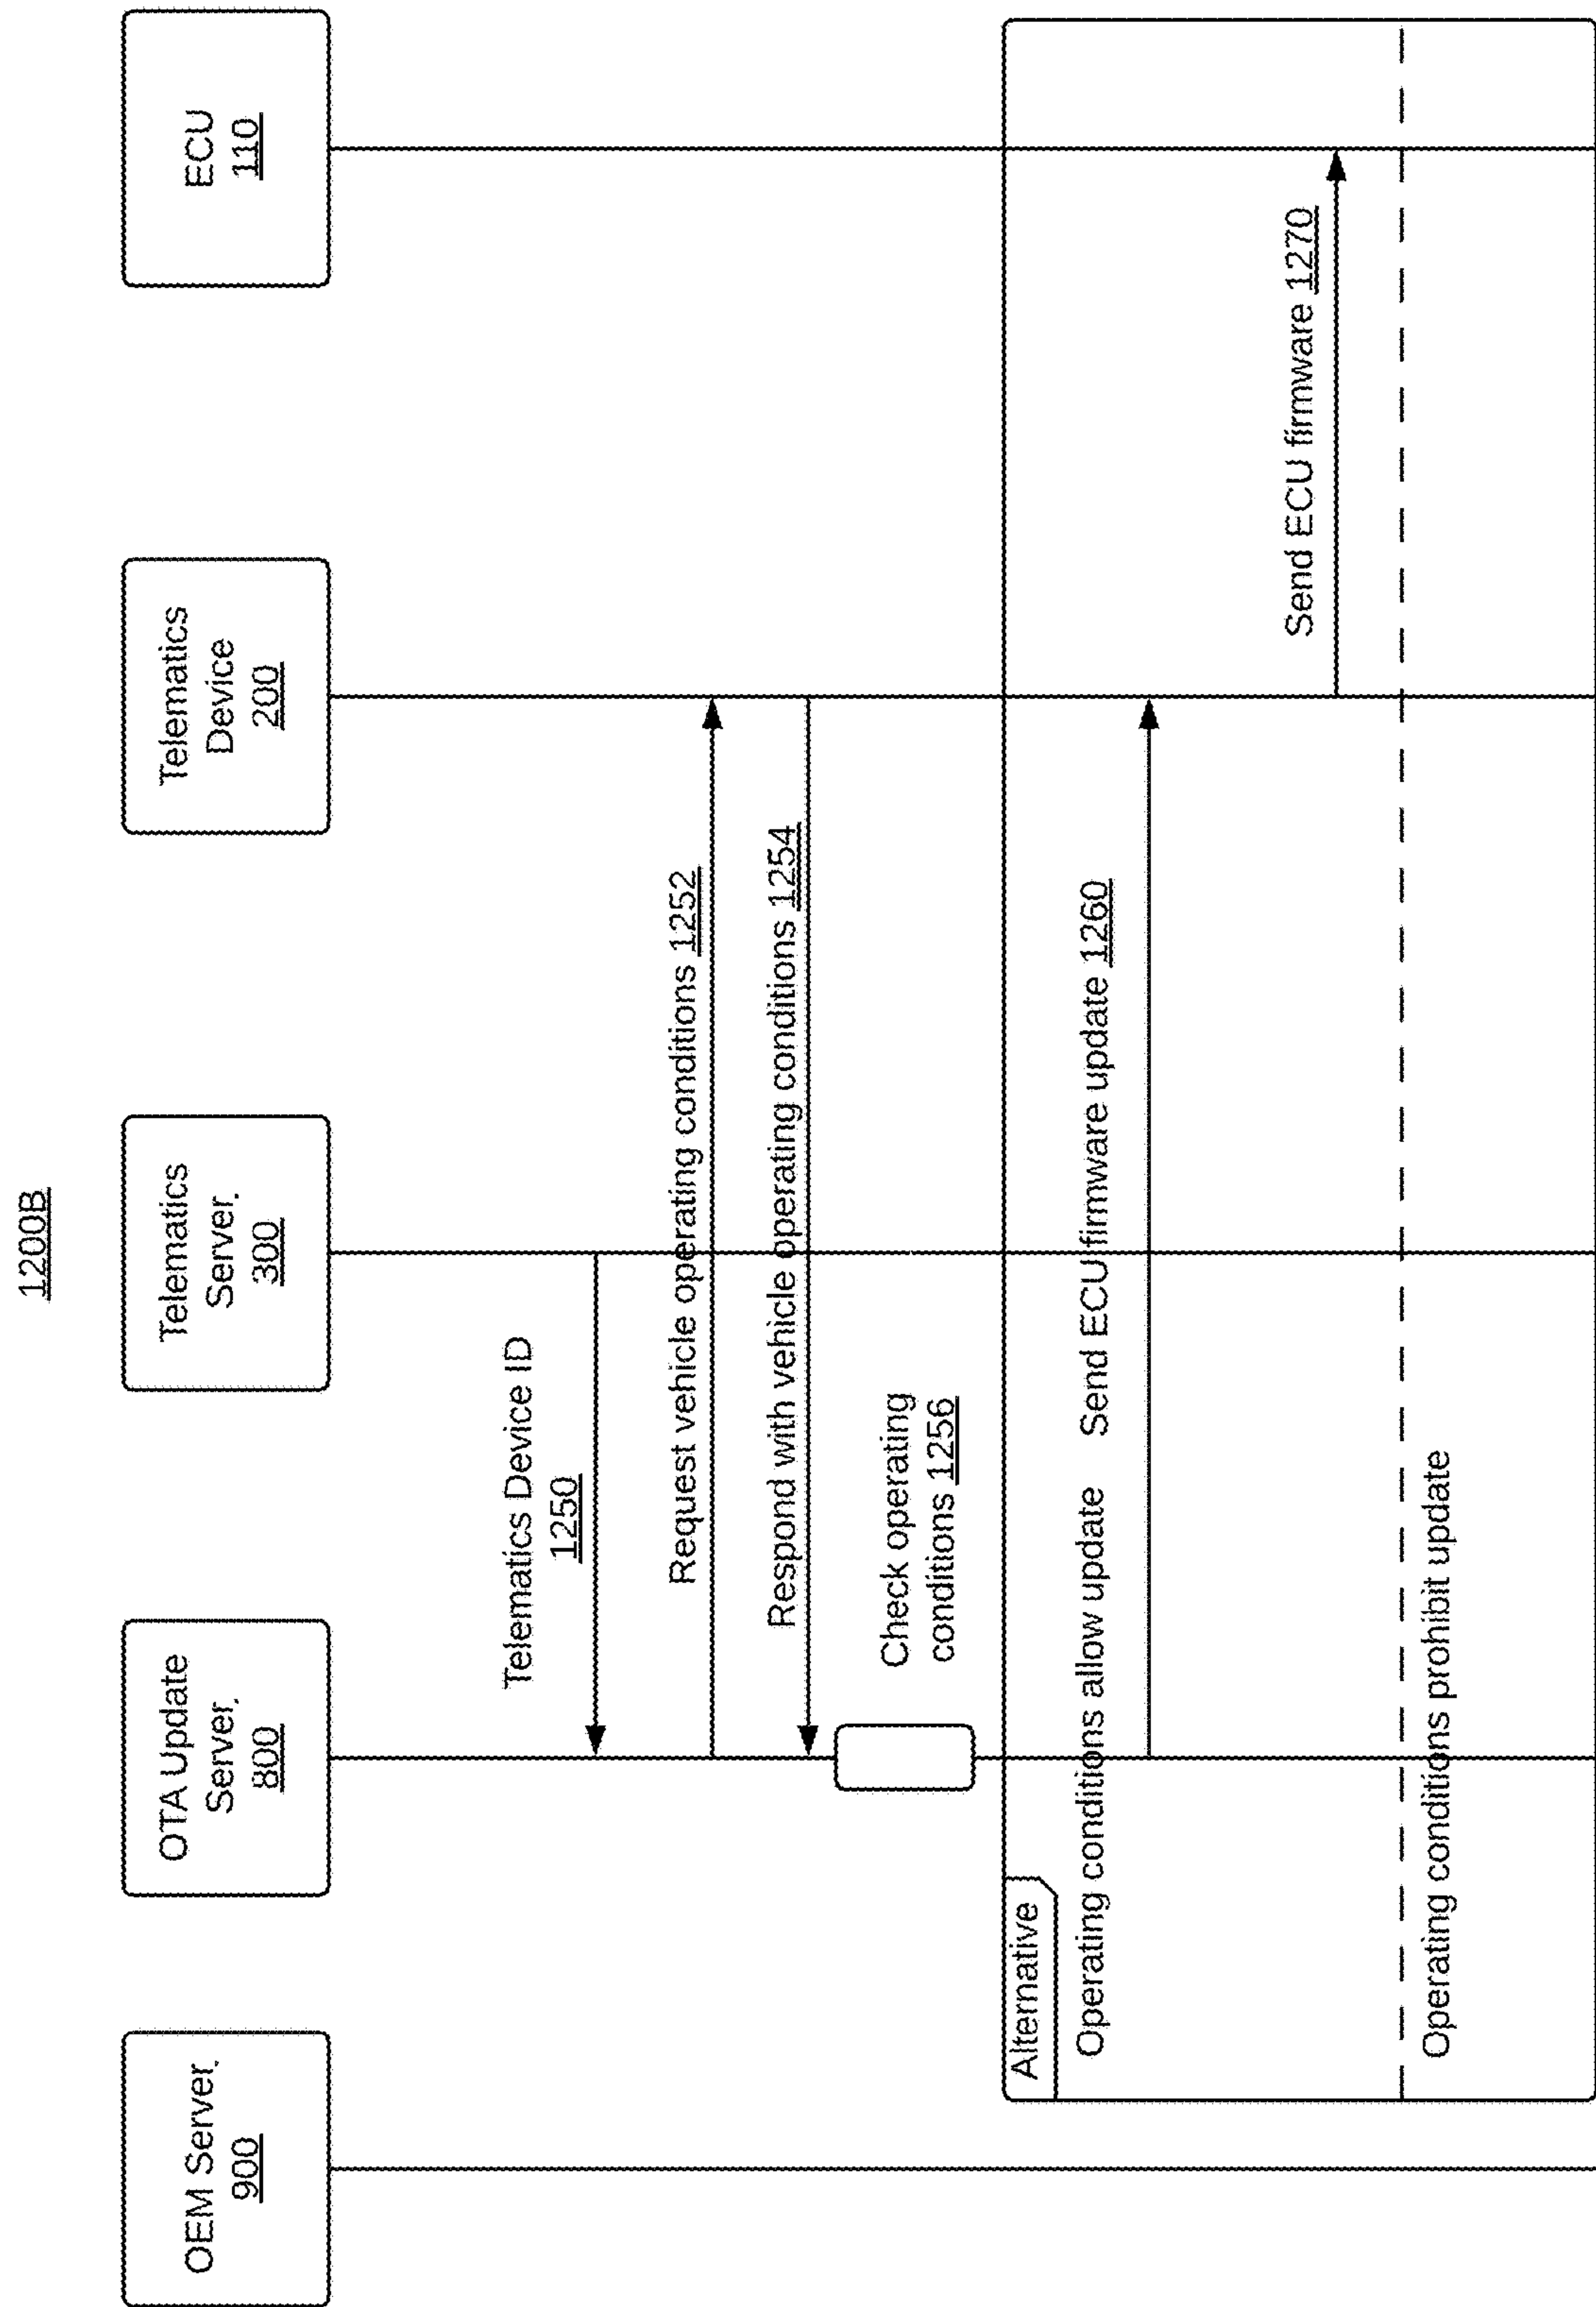 1200B
OEM Server
900
OTA Update
Server
800
Telematics
Server
300
Telematics
Device
200
ECU
110
Telematics Device ID
1250
Request vehicle operating conditions 1252
Respond with vehicle operating conditions 1254
Check operating
conditions 1256
Alternative
Operating conditions allow update
Send ECU firmware update 1260
Send ECU firmware 1270
Operating conditions prohibit update